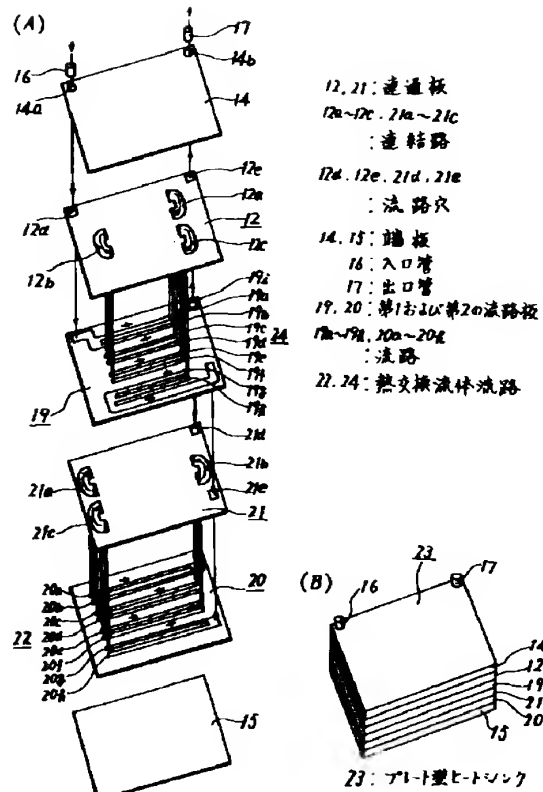 (A)
17
16
14b
14a
14
12e
12a
12
12d
12c
12b
19i
19a
19b
19c
24
19d
19e
19f
19g
19h
19
21d
21b
21a
21e
21c
21
20a
20b
20
20c
20d
22
20e
20f
20g
20h
15
12,21:連通板
12a~12c.21a~21c
:連結路
12d.12e.21d.21e
:流路穴
14,15:端板
16:入口管
17:出口管
19.20:第1および第2の流路板
19a~19h.20a~20h
:流路
22.24:熱交換流体流路
(B)
23
17
16
14
12
19
21
20
15
23:プレート型ヒートシンク